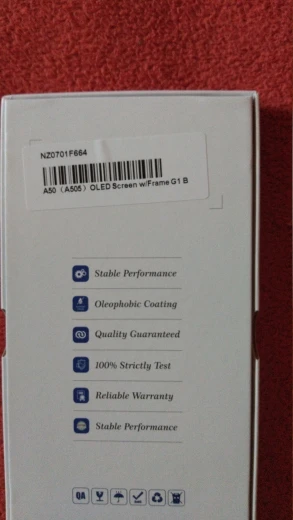 NZ0701F664
A50（A505）OLED Screen w/Frame G1 B
Stable Performance
Oleophobic Coating
Quality Guaranteed
100% Strictly Test
Reliable Warranty
Stable Performance
QA